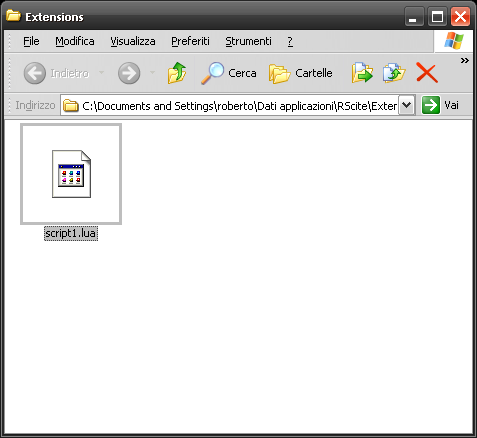 Extensions
File Modifica Visualizza Preferiti Strumenti ?
Indietro Cerca Cartelle »
Indirizzo C:\Documents and Settings\roberto\Dati applicazioni\RScite\Exter Vai
script1.lua